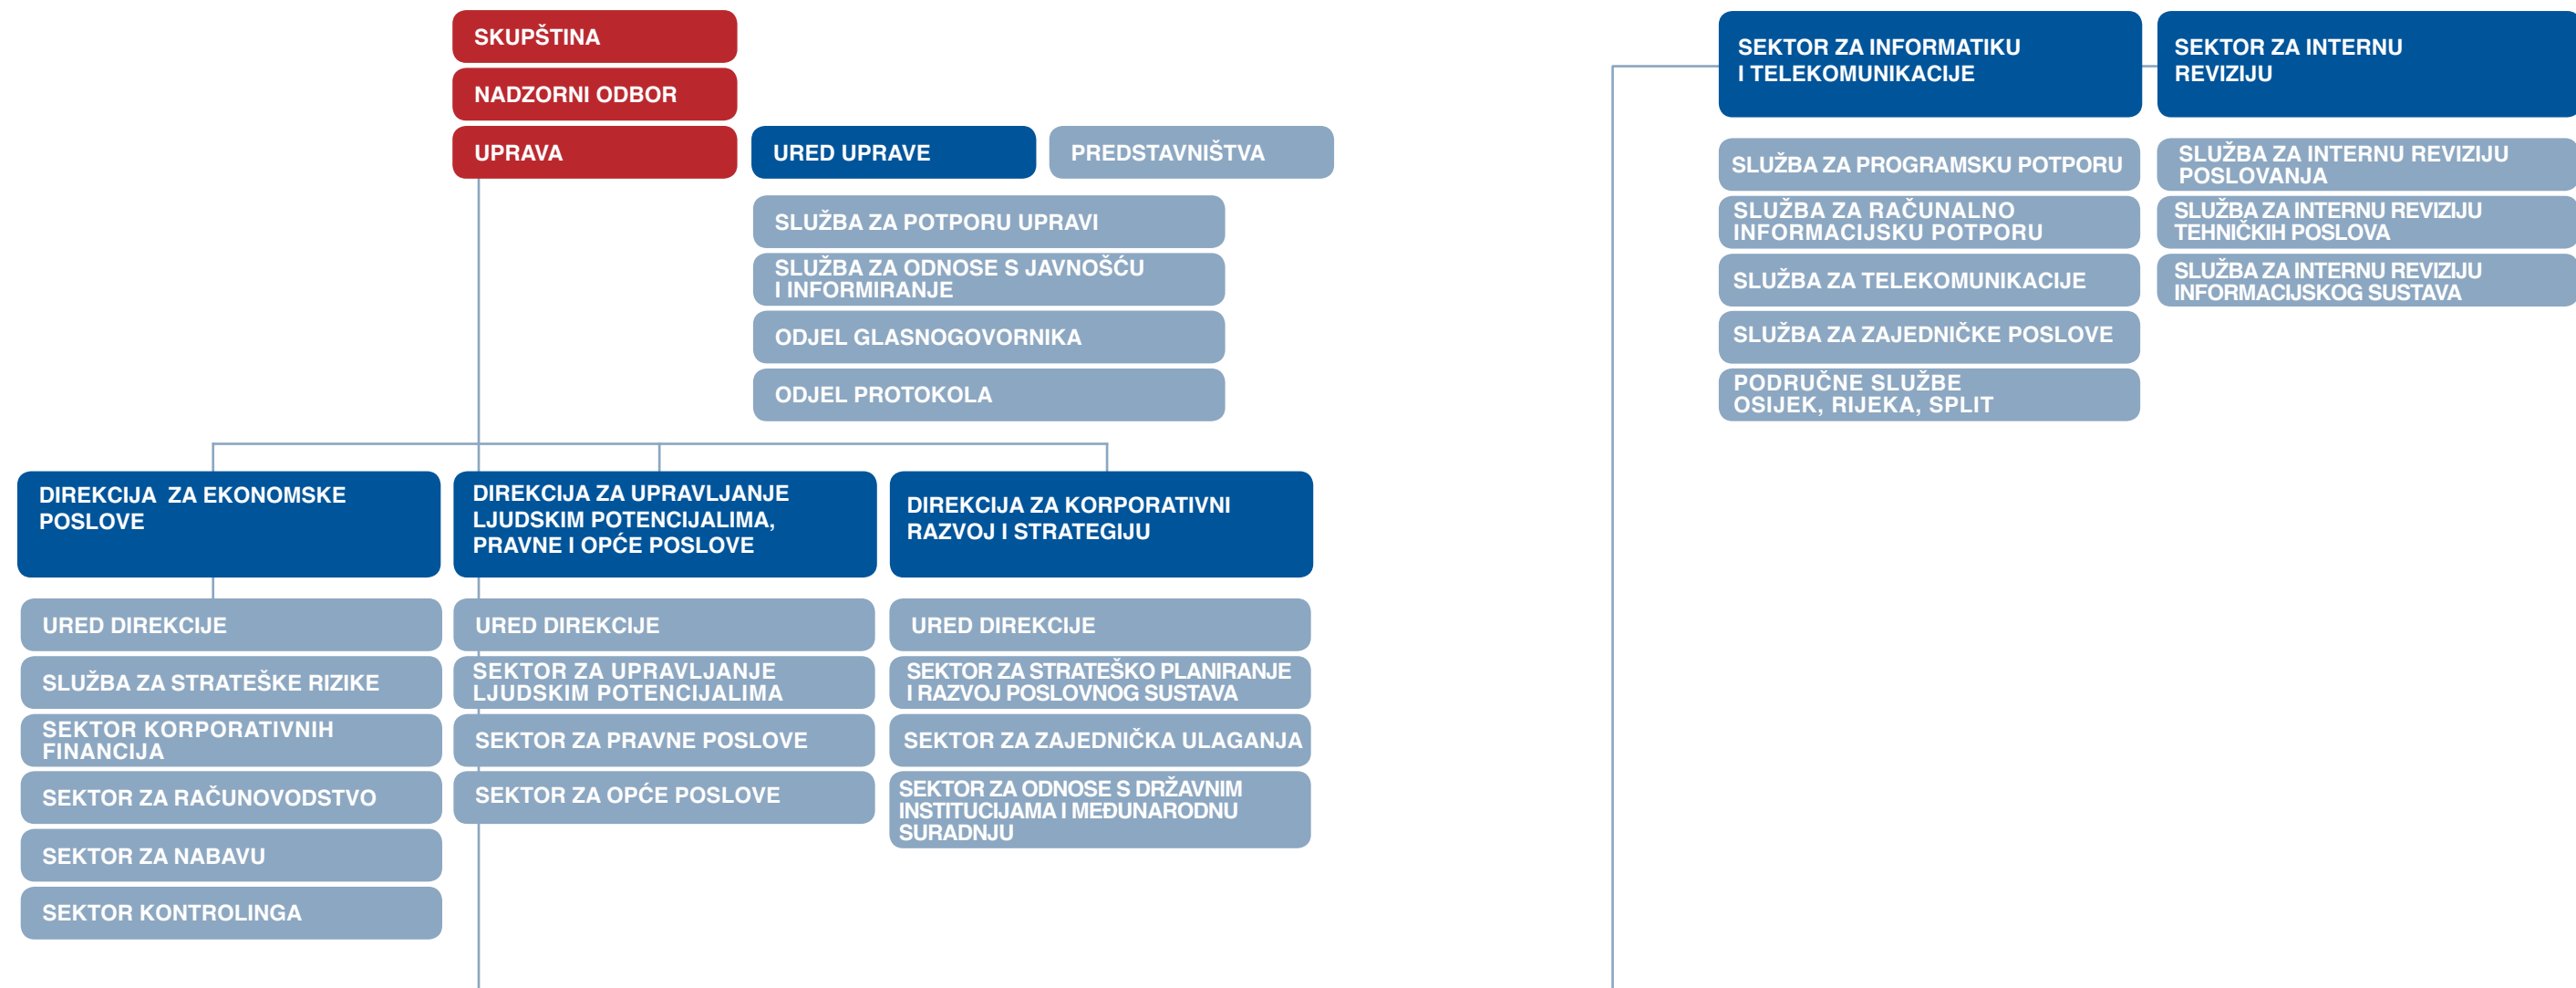 SKUPŠTINA
NADZORNI ODBOR
UPRAVA
URED UPRAVE
PREDSTAVNIŠTVA
SLUŽBA ZA POTPORU UPRAVI
SLUŽBA ZA ODNOSE S JAVNOŠĆU
I INFORMIRANJE
ODJEL GLASNOGOVORNIKA
ODJEL PROTOKOLA
DIREKCIJA ZA EKONOMSKE
POSLOVE
URED DIREKCIJE
SLUŽBA ZA STRATEŠKE RIZIKE
SEKTOR KORPORATIVNIH
FINANCIJA
SEKTOR ZA RAČUNOVODSTVO
SEKTOR ZA NABAVU
SEKTOR KONTROLINGA
DIREKCIJA ZA UPRAVLJANJE
LJUDSKIM POTENCIJALIMA,
PRAVNE I OPĆE POSLOVE
URED DIREKCIJE
SEKTOR ZA UPRAVLJANJE
LJUDSKIM POTENCIJALIMA
SEKTOR ZA PRAVNE POSLOVE
SEKTOR ZA OPĆE POSLOVE
DIREKCIJA ZA KORPORATIVNI
RAZVOJ I STRATEGIJU
URED DIREKCIJE
SEKTOR ZA STRATEŠKO PLANIRANJE
I RAZVOJ POSLOVNOG SUSTAVA
SEKTOR ZA ZAJEDNIČKA ULAGANJA
SEKTOR ZA ODNOSE S DRŽAVNIM
INSTITUCIJAMA I MEĐUNARODNU
SURADNJU
SEKTOR ZA INFORMATIKU
I TELEKOMUNIKACIJE
SLUŽBA ZA PROGRAMSKU POTPORU
SLUŽBA ZA RAČUNALNO
INFORMACIJSKU POTPORU
SLUŽBA ZA TELEKOMUNIKACIJE
SLUŽBA ZA ZAJEDNIČKE POSLOVE
PODRUČNE SLUŽBE
OSIJEK, RIJEKA, SPLIT
SEKTOR ZA INTERNU
REVIZIJU
SLUŽBA ZA INTERNU REVIZIJU
POSLOVANJA
SLUŽBA ZA INTERNU REVIZIJU
TEHNIČKIH POSLOVA
SLUŽBA ZA INTERNU REVIZIJU
INFORMACIJSKOG SUSTAVA